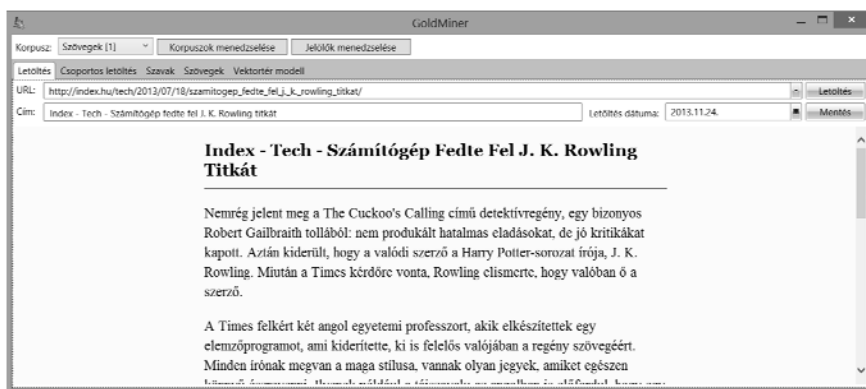 GoldMiner
Korpusz: Szövegek [1] Korpuszok menedzselése Jelölők menedzselése
Letöltés Csoportos letöltés Szavak Szövegek Vektortér modell
URL: http://index.hu/tech/2013/07/18/szamitogep_fedte_fel_j._k._rowling_titkat/ Letöltés
Cím: Index - Tech - Számítógép fedte fel J. K. Rowling titkát Letöltés dátuma: 2013.11.24. Mentés
Index - Tech - Számítógép Fedte Fel J. K. Rowling
Titkát
Nemrég jelent meg a The Cuckoo's Calling című detektívregény, egy bizonyos
Robert Gailbraith tollából: nem produkált hatalmas eladásokat, de jó kritikákat
kapott. Aztán kiderült, hogy a valódi szerző a Harry Potter-sorozat írója, J. K.
Rowling. Miután a Times kérdőre vonta, Rowling elismerte, hogy valóban ő a
szerző.
A Times felkért két angol egyetemi professzort, akik elkészítettek egy
elemzőprogramot, ami kiderítette, ki is felelős valójában a regény szövegéért.
Minden írónak megvan a maga stílusa, vannak olyan jegyek, amiket egészen